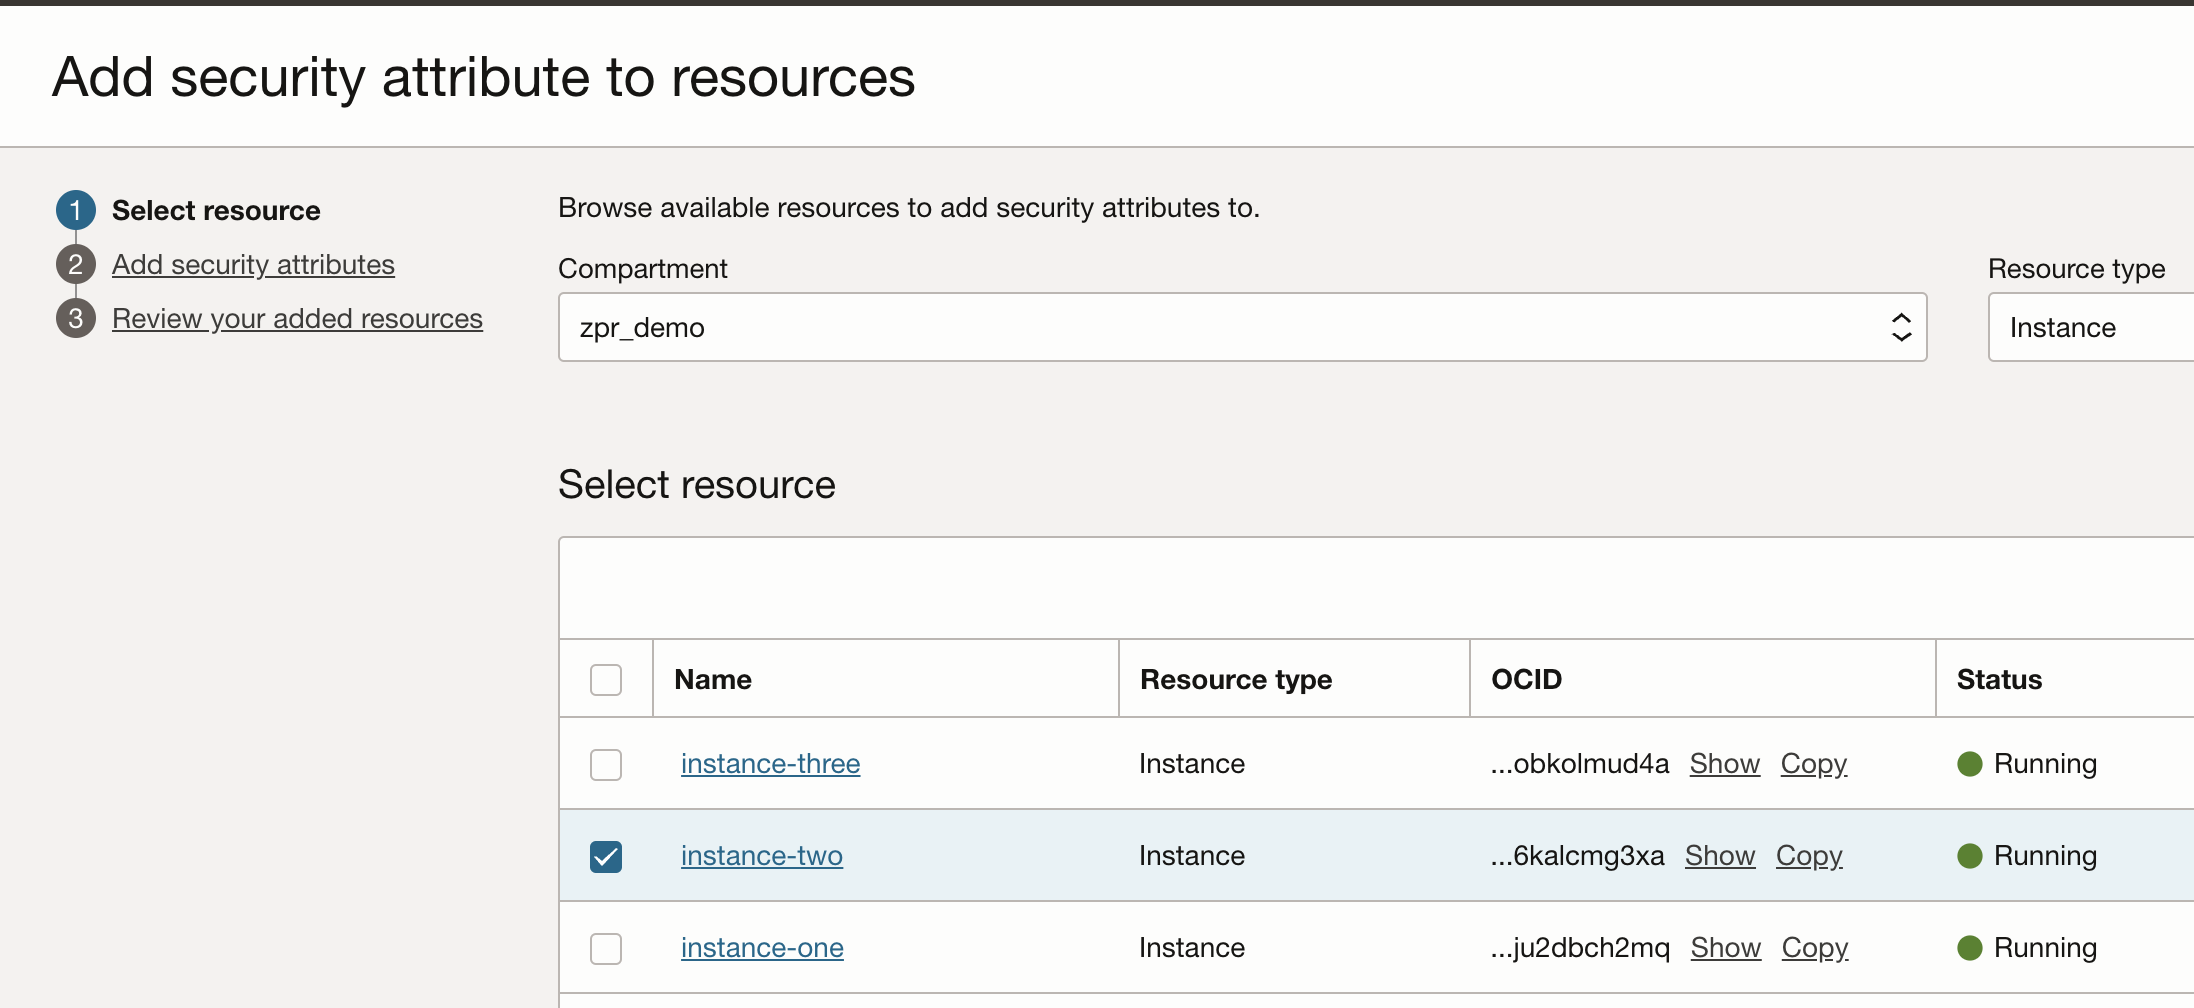 Add security attribute to resources
1 Select resource
2 Add security attributes
3 Review your added resources
Browse available resources to add security attributes to.
Compartment
zpr_demo
Resource type
Instance
Select resource
Name Resource type OCID Status
instance-three Instance ...obkolmud4a Show Copy Running
instance-two Instance ...6kalcmg3xa Show Copy Running
instance-one Instance ...ju2dbch2mq Show Copy Running